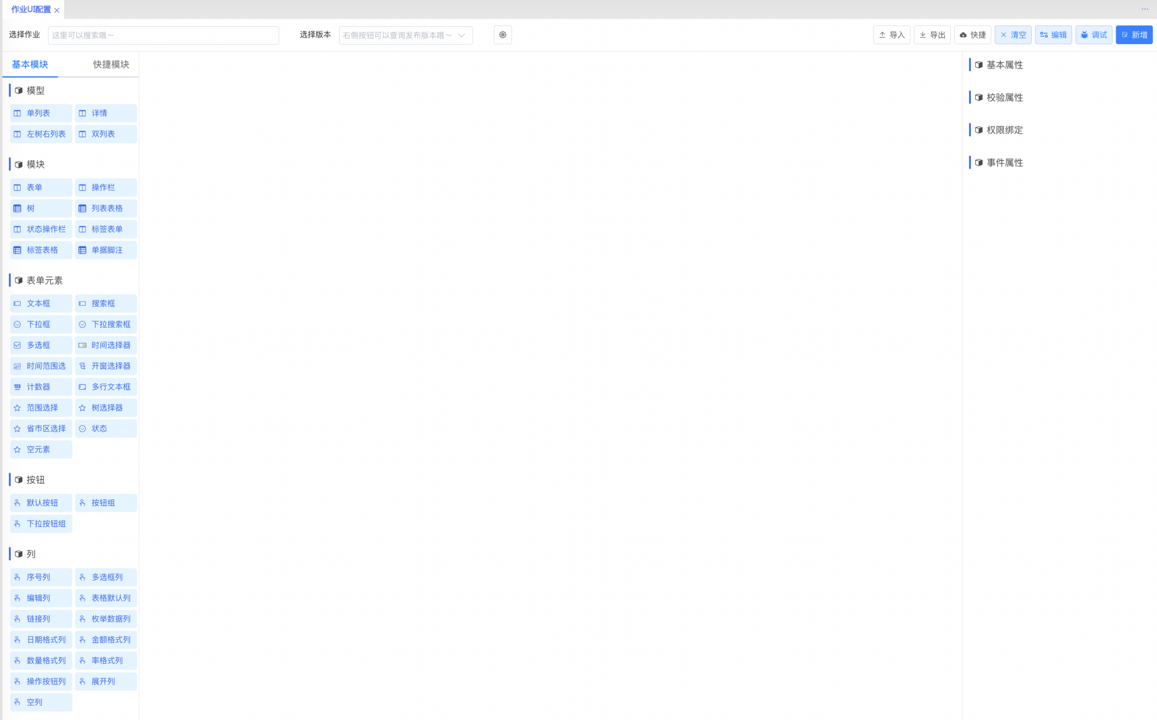 作业UI配置
选择作业 这里可以搜索哦～ 选择版本 右侧按钮可以查询发布版本哦～ 导入 导出 快捷 清空 编辑 调试 新增
基本模块 快捷模块
模型
单列表 详情
左树右列表 双列表
模块
表单 操作栏
树 列表表格
状态操作栏 标签表单
标签表格 单据脚注
表单元素
文本框 搜索框
下拉框 下拉搜索框
多选框 时间选择器
时间范围选 开窗选择器
计数器 多行文本框
范围选择 树选择器
省市区选择 状态
空元素
按钮
默认按钮 按钮组
下拉按钮组
列
序号列 多选框列
编辑列 表格默认列
链接列 枚举数据列
日期格式列 金额格式列
数量格式列 率格式列
操作按钮列 展开列
空列
基本属性
校验属性
权限绑定
事件属性